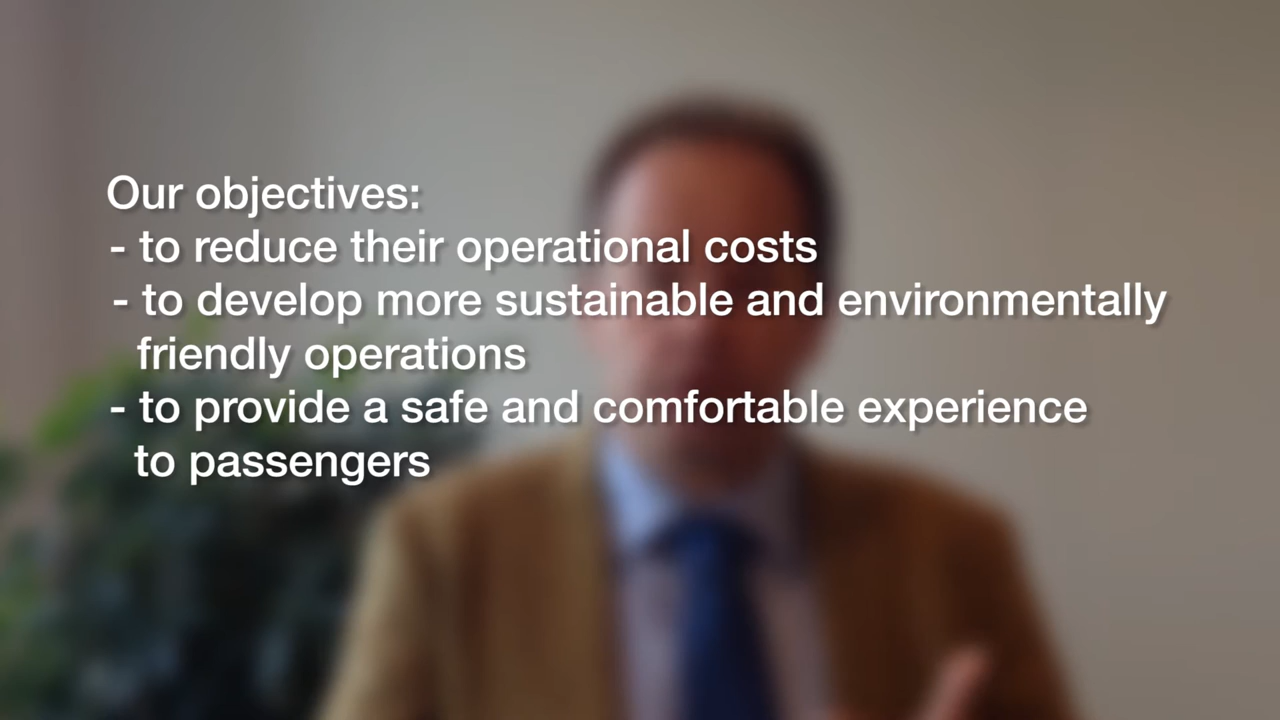 Our objectives:
- to reduce their operational costs
- to develop more sustainable and environmentally
friendly operations
- to provide a safe and comfortable experience
to passengers